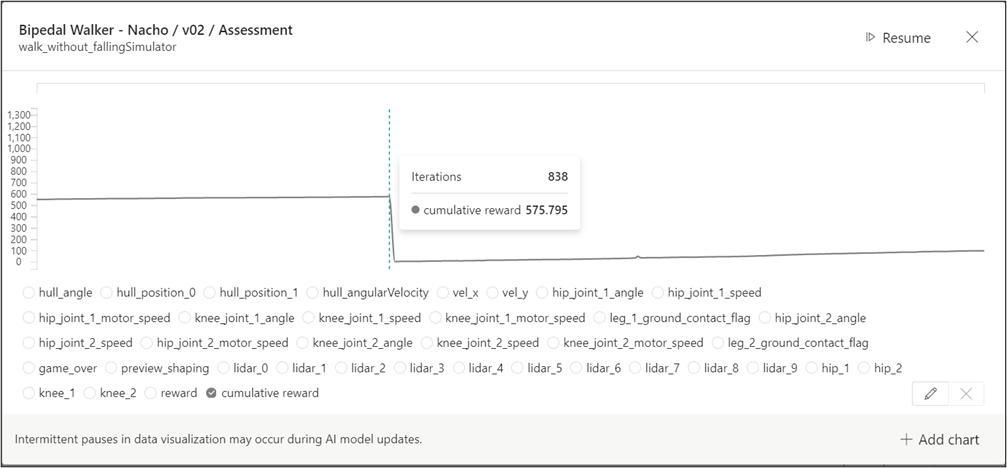 Bipedal Walker - Nacho / v02 / Assessment
walk_without_fallingSimulator
Resume
1,300
1,100
1,000
900
800
700
600
500
400
300
200
100
0
Iterations 838
cumulative reward 575.795
hull_angle hull_position_0 hull_position_1 hull_angularVelocity vel_x vel_y hip_joint_1_angle hip_joint_1_speed
hip_joint_1_motor_speed knee_joint_1_angle knee_joint_1_speed knee_joint_1_motor_speed leg_1_ground_contact_flag hip_joint_2_angle
hip_joint_2_speed hip_joint_2_motor_speed knee_joint_2_angle knee_joint_2_speed knee_joint_2_motor_speed leg_2_ground_contact_flag
game_over preview_shaping lidar_0 lidar_1 lidar_2 lidar_3 lidar_4 lidar_5 lidar_6 lidar_7 lidar_8 lidar_9 hip_1 hip_2
knee_1 knee_2 reward cumulative reward
Intermittent pauses in data visualization may occur during AI model updates.
+ Add chart